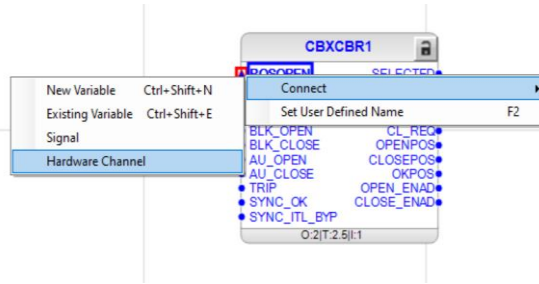 CBXCBR1
POSOPEN SELECTED
New Variable Ctrl+Shift+N
Connect
Existing Variable Ctrl+Shift+E
Set User Defined Name F2
Signal
BLK_OPEN CL_REQ
BLK_CLOSE OPENPOS
Hardware Channel
AU_OPEN CLOSEPOS
AU_CLOSE OKPOS
TRIP OPEN_ENAD
SYNC_OK CLOSE_ENAD
SYNC_ITL_BYP
O:2|T:2.5|I:1